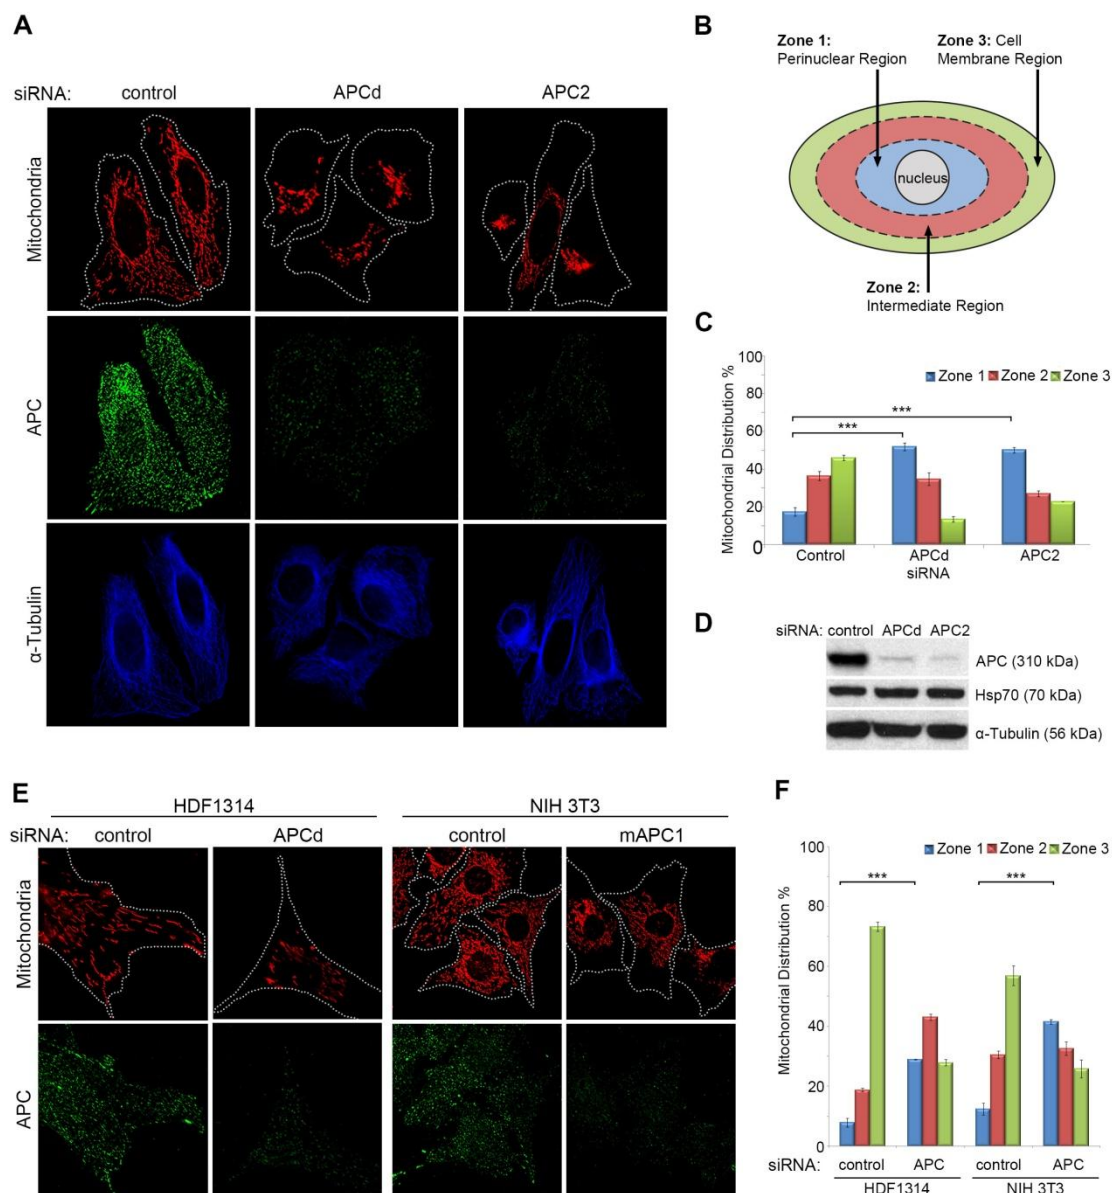 A
siRNA: control APCd APC2
Mitochondria
APC
α-Tubulin
B
Zone 1:
Perinuclear Region
Zone 3: Cell
Membrane Region
nucleus
Zone 2:
Intermediate Region
C
Mitochondrial Distribution %
100
80
60
40
20
0
Zone 1 Zone 2 Zone 3
***
***
Control APCd APC2
siRNA
D
siRNA: control APCd APC2
APC (310 kDa)
Hsp70 (70 kDa)
α-Tubulin (56 kDa)
E
HDF1314 NIH 3T3
siRNA: control APCd control mAPC1
Mitochondria
APC
F
Zone 1 Zone 2 Zone 3
Mitochondrial Distribution %
100
80
60
40
20
0
*** ***
siRNA: control APC control APC
HDF1314 NIH 3T3